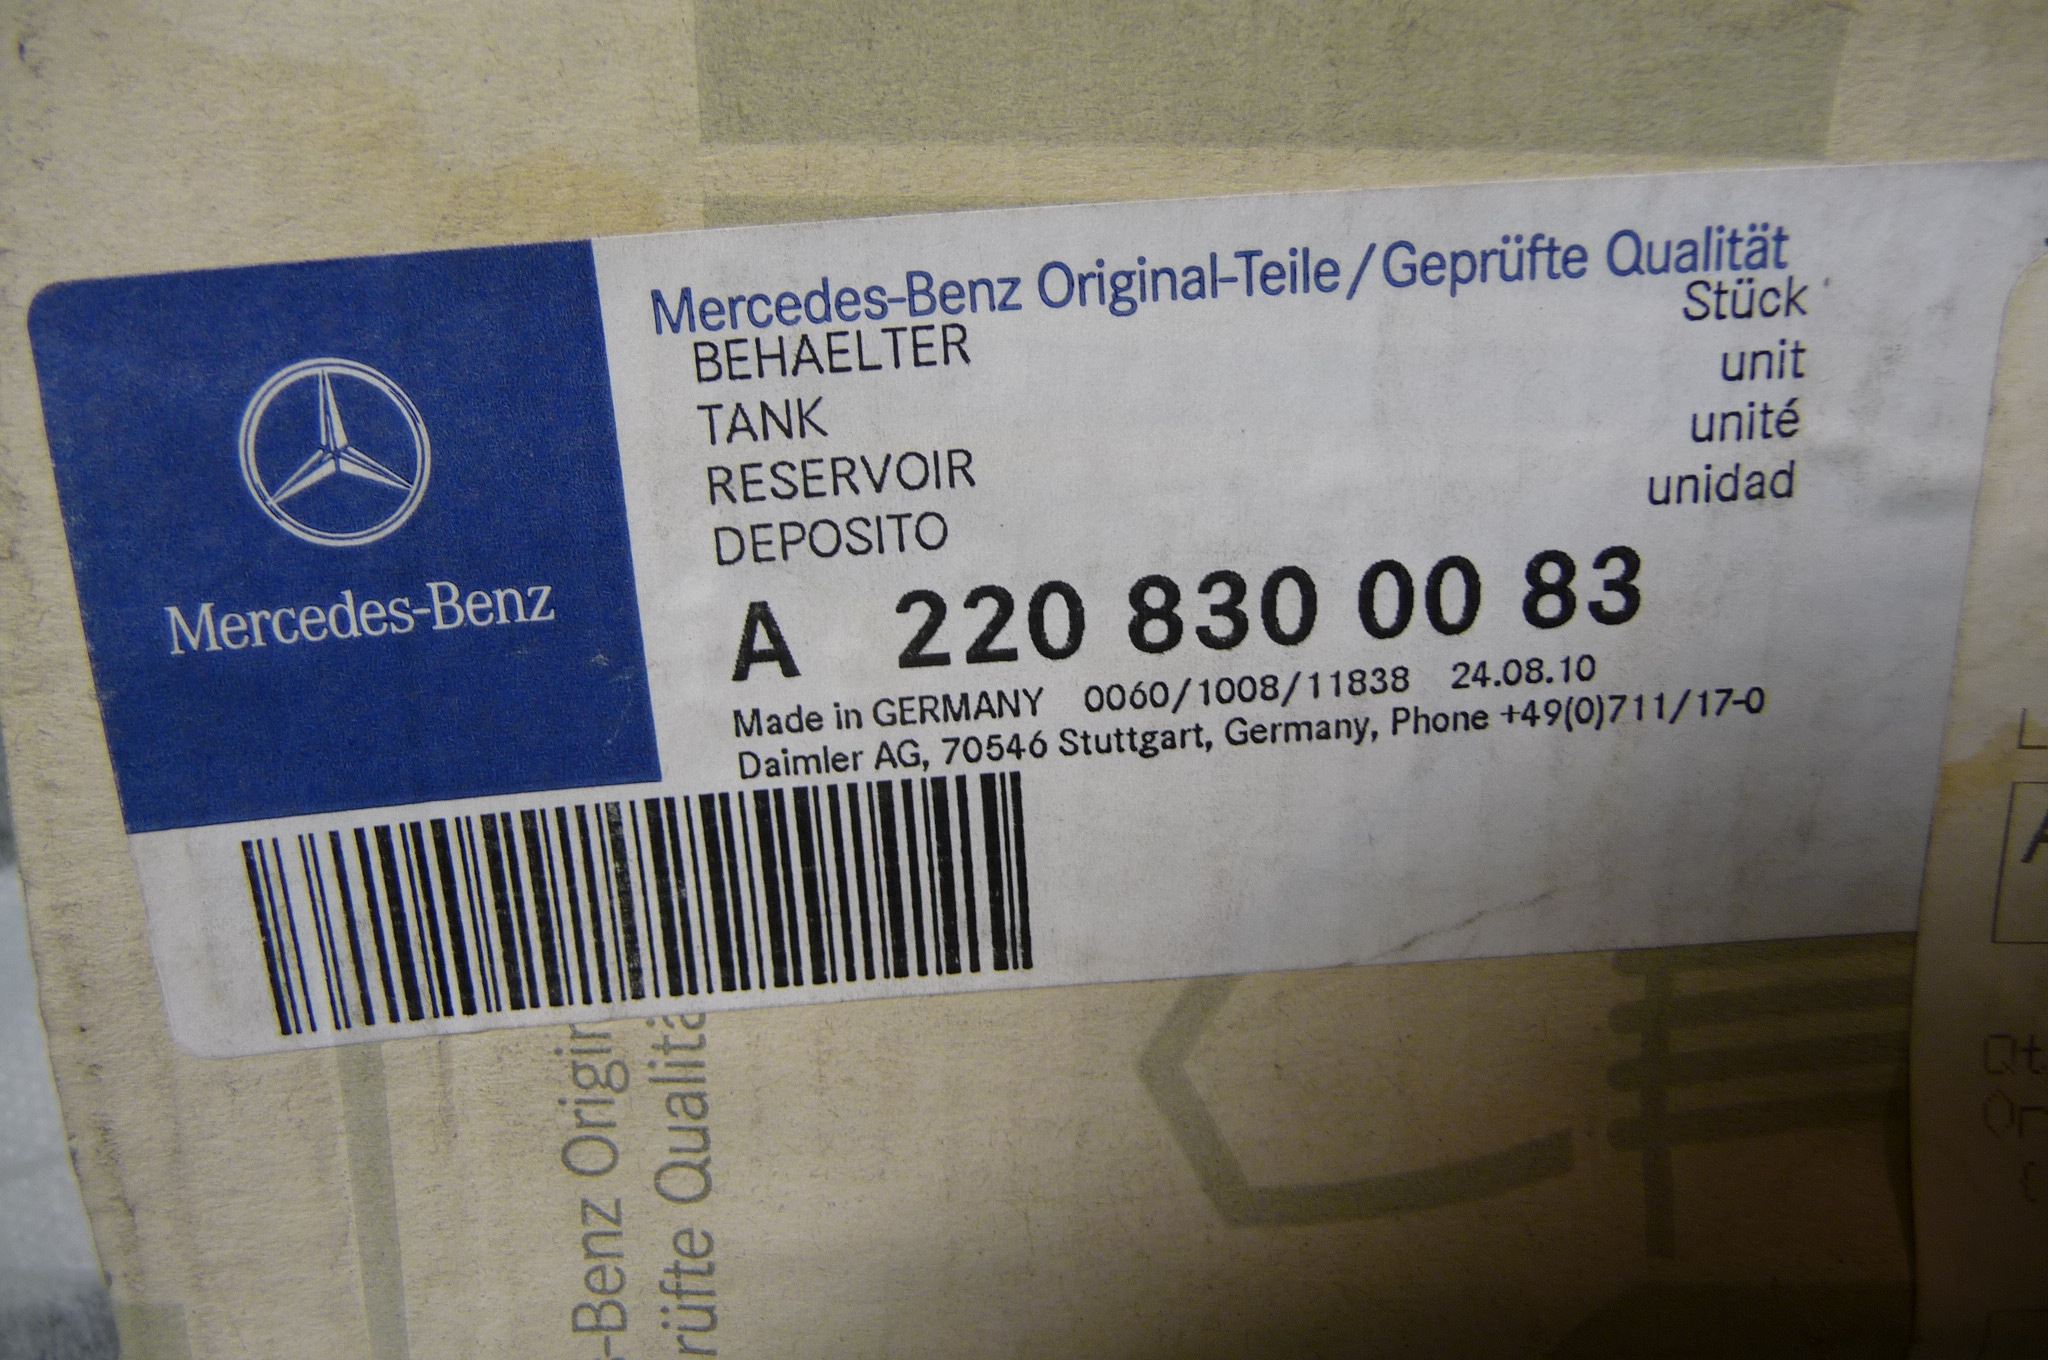 Mercedes-Benz
Mercedes-Benz Original-Teile/Geprüfte Qualität
Stück
BEHAELTER
unit
TANK
unité
RESERVOIR
unidad
DEPOSITO
A 220 830 00 83
Made in GERMANY 0060/1008/11838 24.08.10
Daimler AG, 70546 Stuttgart, Germany, Phone +49(0)711/17-0
-Benz Origin
rüfte Qualitä